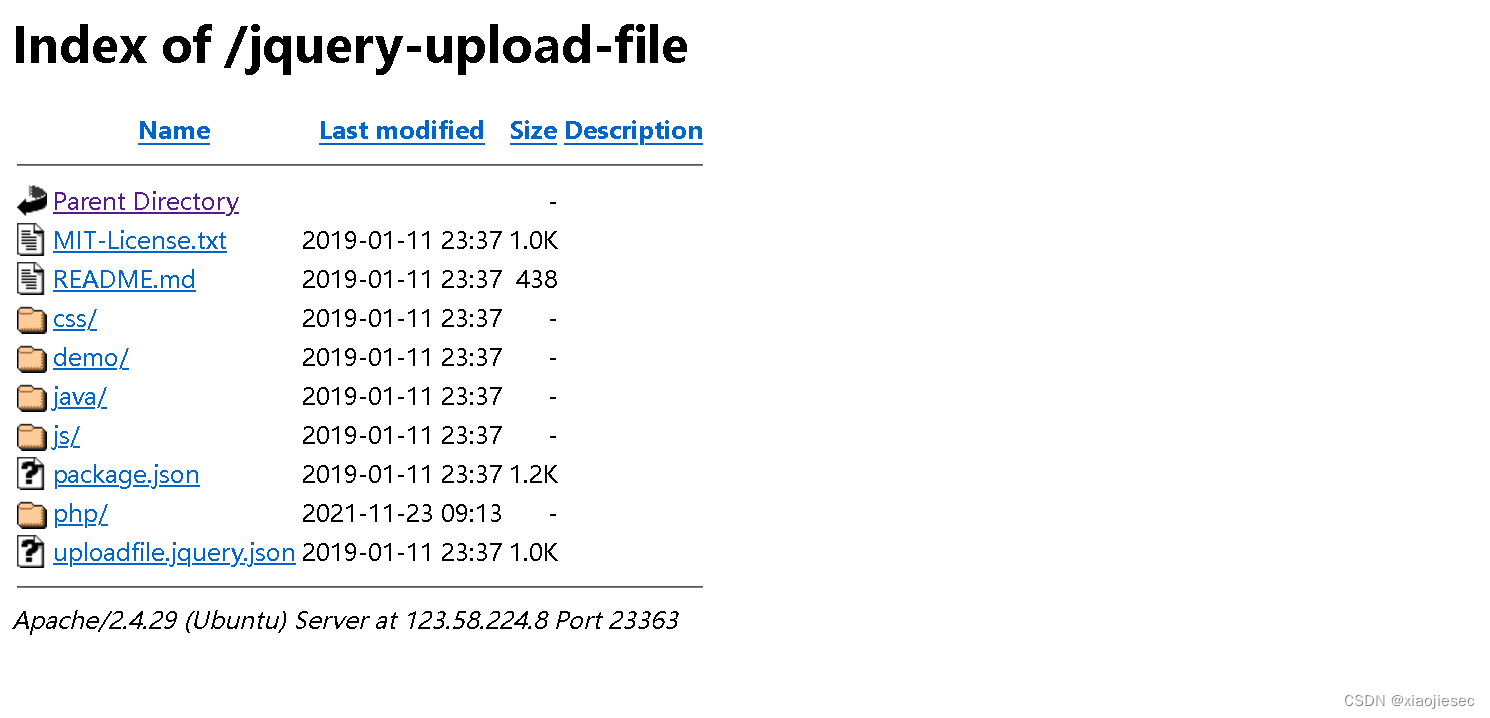 Index of /jquery-upload-file
Name Last modified Size Description
Parent Directory -
MIT-License.txt 2019-01-11 23:37 1.0K
README.md 2019-01-11 23:37 438
css/ 2019-01-11 23:37 -
demo/ 2019-01-11 23:37 -
java/ 2019-01-11 23:37 -
js/ 2019-01-11 23:37 -
package.json 2019-01-11 23:37 1.2K
php/ 2021-11-23 09:13 -
uploadfile.jquery.json 2019-01-11 23:37 1.0K
Apache/2.4.29 (Ubuntu) Server at 123.58.224.8 Port 23363
CSDN @xiaojiesec